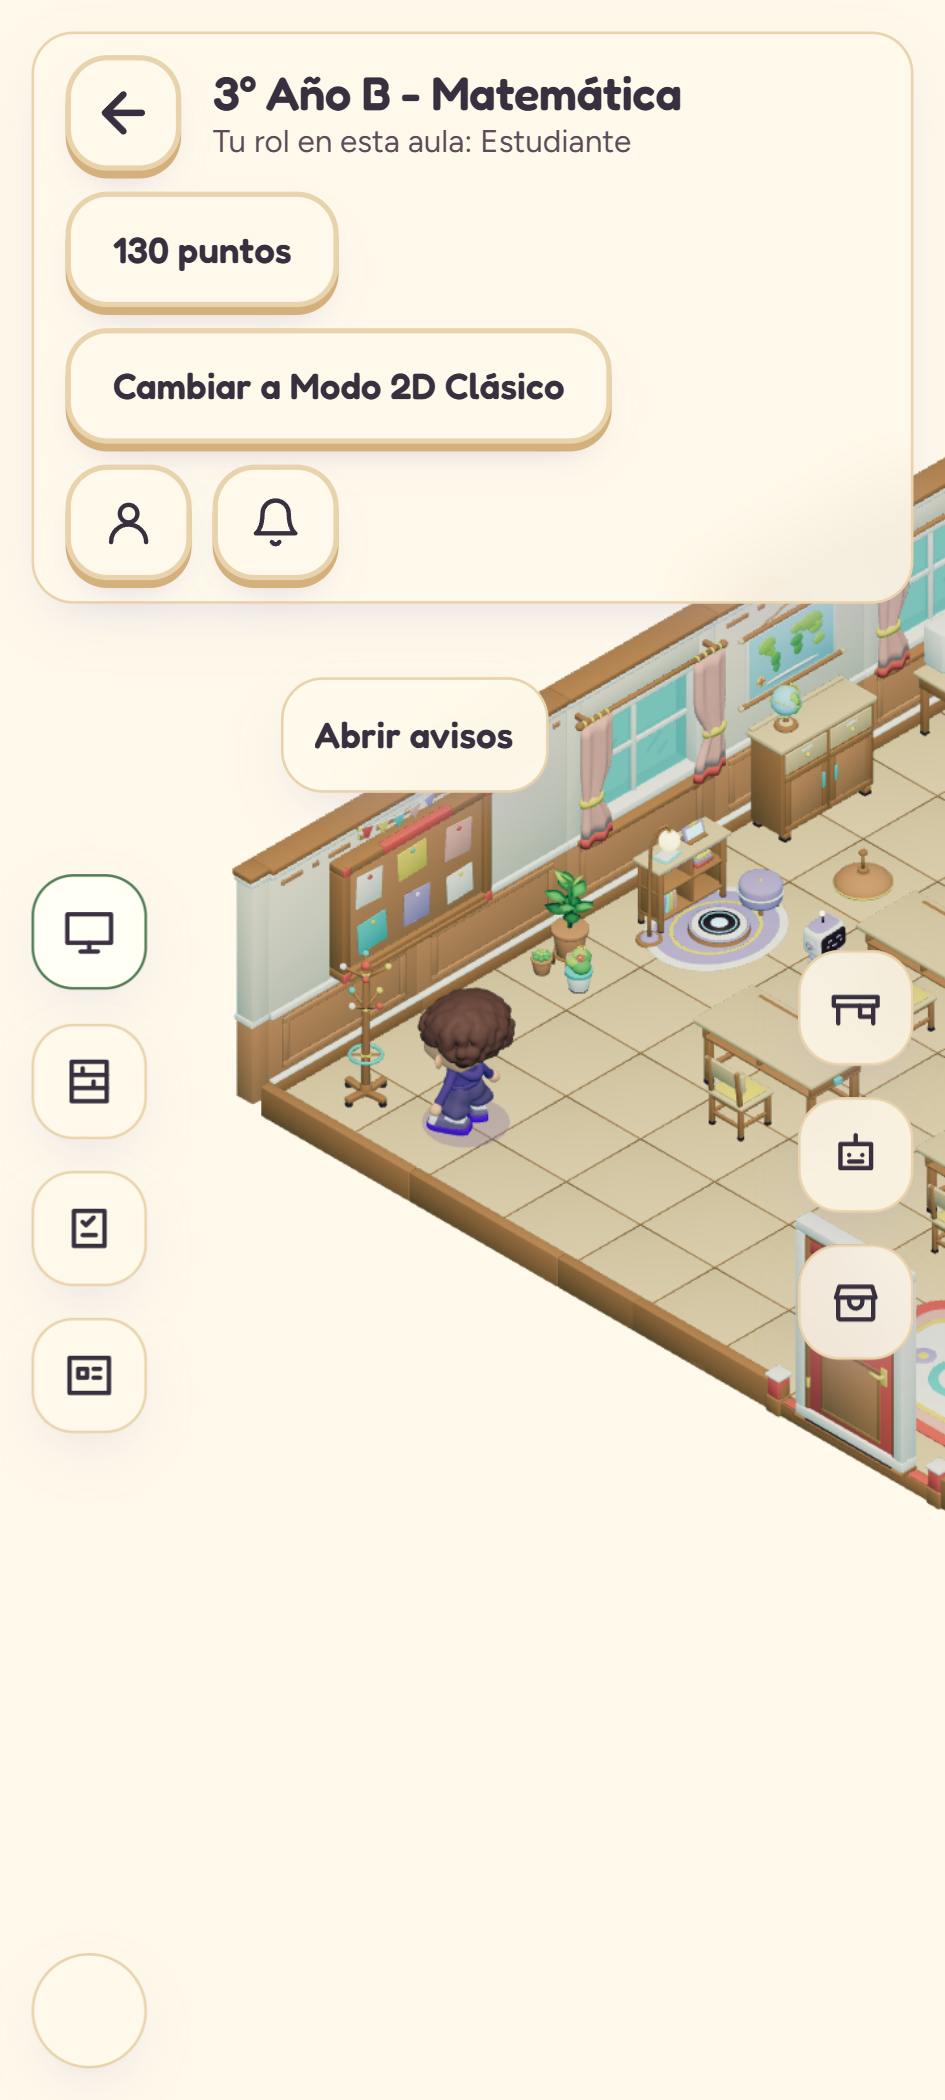 3° Año B - Matemática
Tu rol en esta aula: Estudiante
130 puntos
Cambiar a Modo 2D Clásico
Abrir avisos